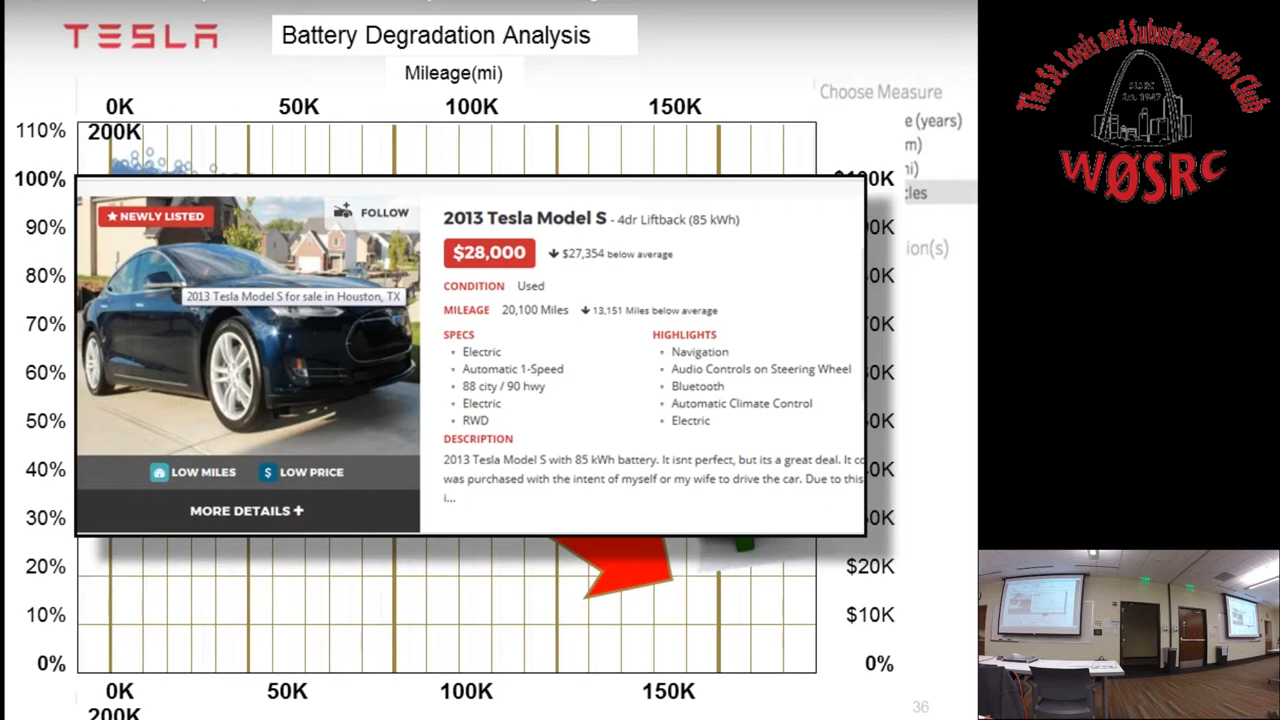 TESLA
Battery Degradation Analysis
Mileage(mi)
0K 50K 100K 150K
200K
Choose Measure
e (years)
m)
ni)
cles
ion(s)
110%
100%
90%
80%
70%
60%
50%
40%
30%
20%
10%
0%
NEWLY LISTED
FOLLOW
2013 Tesla Model S for sale in Houston, TX
LOW MILES $ LOW PRICE
MORE DETAILS +
2013 Tesla Model S - 4dr Liftback (85 kWh)
$28,000 $27,354 below average
CONDITION Used
MILEAGE 20,100 Miles 13,151 Miles below average
SPECS
Electric
Automatic 1-Speed
88 city / 90 hwy
Electric
RWD
HIGHLIGHTS
Navigation
Audio Controls on Steering Wheel
Bluetooth
Automatic Climate Control
Electric
DESCRIPTION
2013 Tesla Model S with 85 kWh battery. It isnt perfect, but its a great deal. It co
was purchased with the intent of myself or my wife to drive the car. Due to this
i...
$20K
$10K
0%
0K 50K 100K 150K
200K
36
The St. Louis and Suburban Radio Club
WØSRC